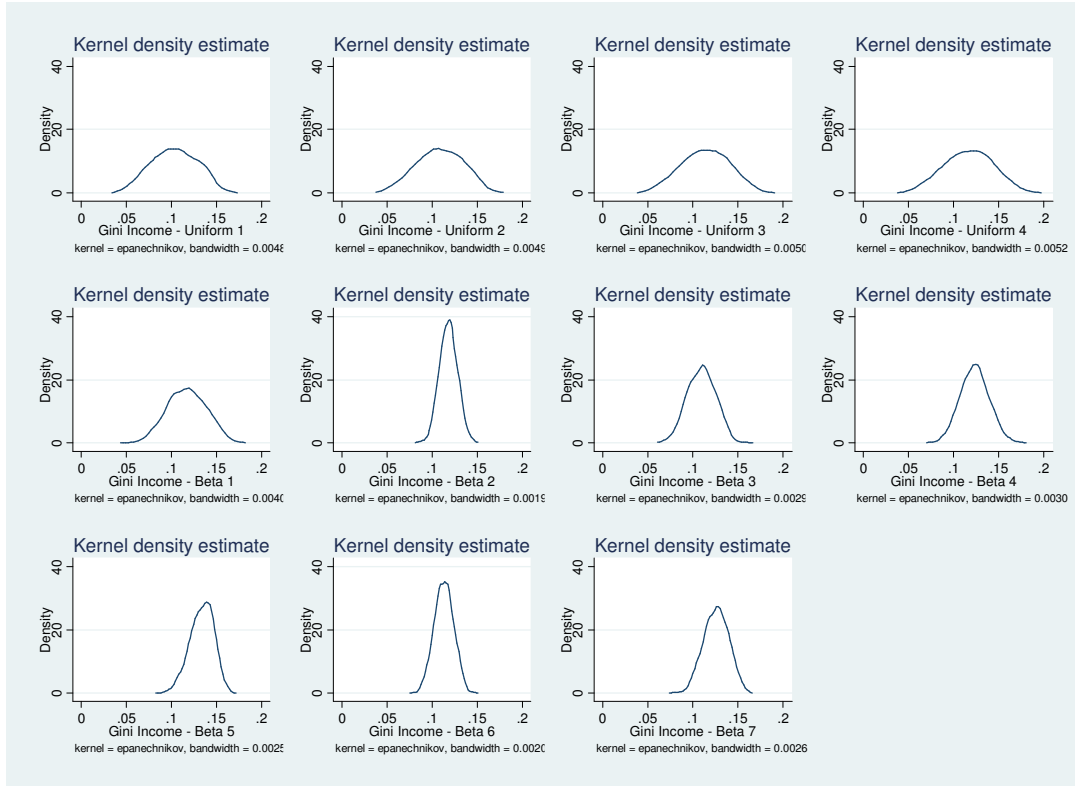 Kernel density estimate
Density
40
20
0
0 .05 .1 .15 .2
Gini Income - Uniform 1
kernel = epanechnikov, bandwidth = 0.0048
Kernel density estimate
Density
40
20
0
0 .05 .1 .15 .2
Gini Income - Uniform 2
kernel = epanechnikov, bandwidth = 0.0049
Kernel density estimate
Density
40
20
0
0 .05 .1 .15 .2
Gini Income - Uniform 3
kernel = epanechnikov, bandwidth = 0.0050
Kernel density estimate
Density
40
20
0
0 .05 .1 .15 .2
Gini Income - Uniform 4
kernel = epanechnikov, bandwidth = 0.0052
Kernel density estimate
Density
40
20
0
0 .05 .1 .15 .2
Gini Income - Beta 1
kernel = epanechnikov, bandwidth = 0.0040
Kernel density estimate
Density
40
20
0
0 .05 .1 .15 .2
Gini Income - Beta 2
kernel = epanechnikov, bandwidth = 0.0019
Kernel density estimate
Density
40
20
0
0 .05 .1 .15 .2
Gini Income - Beta 3
kernel = epanechnikov, bandwidth = 0.0029
Kernel density estimate
Density
40
20
0
0 .05 .1 .15 .2
Gini Income - Beta 4
kernel = epanechnikov, bandwidth = 0.0030
Kernel density estimate
Density
40
20
0
0 .05 .1 .15 .2
Gini Income - Beta 5
kernel = epanechnikov, bandwidth = 0.0025
Kernel density estimate
Density
40
20
0
0 .05 .1 .15 .2
Gini Income - Beta 6
kernel = epanechnikov, bandwidth = 0.0020
Kernel density estimate
Density
40
20
0
0 .05 .1 .15 .2
Gini Income - Beta 7
kernel = epanechnikov, bandwidth = 0.0026